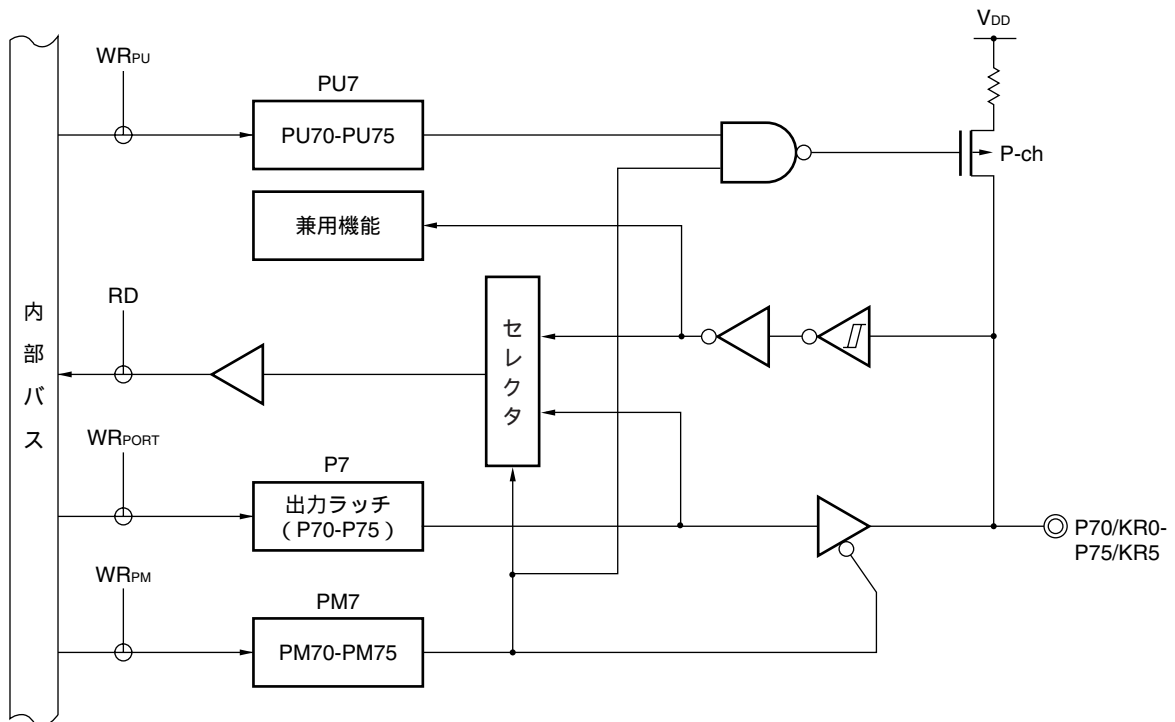 VDD
WRPU
PU7
PU70-PU75
P-ch
兼用機能
RD
セレクタ
内部バス
WRPORT
P7
出力ラッチ
（P70-P75）
P70/KR0-
P75/KR5
WRPM
PM7
PM70-PM75